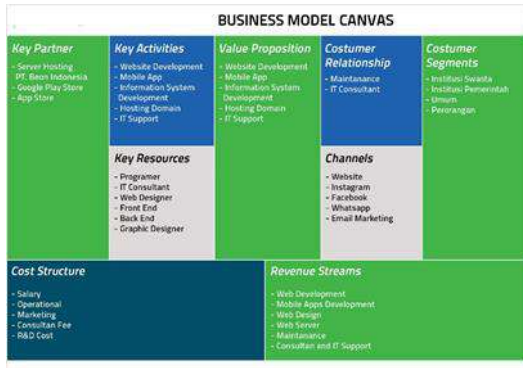 BUSINESS MODEL CANVAS
Key Partner
- Server Hosting
PT. Beon Indonesia
- Google Play Store
- App Store
Key Activities
- Website Development
- Mobile App
- Information System
Development
- Hosting Domain
- IT Support
Key Resources
- Programer
- IT Consultant
- Web Designer
- Front End
- Back End
- Graphic Designer
Value Proposition
- Website Development
- Mobile App
- Information System
Development
- Hosting Domain
- IT Support
Costumer
Relationship
- Maintanance
- IT Consultant
Channels
- Website
- Instagram
- Facebook
- Whatsapp
- Email Marketing
Costumer
Segments
- Institusi Swasta
- Institusi Pemerintah
- Umum
- Perorangan
Cost Structure
- Salary
- Operational
- Marketing
- Consultan Fee
- R&D Cost
Revenue Streams
- Web Development
- Mobile Apps Development
- Web Design
- Web Server
- Maintanance
- Consultan and IT Support